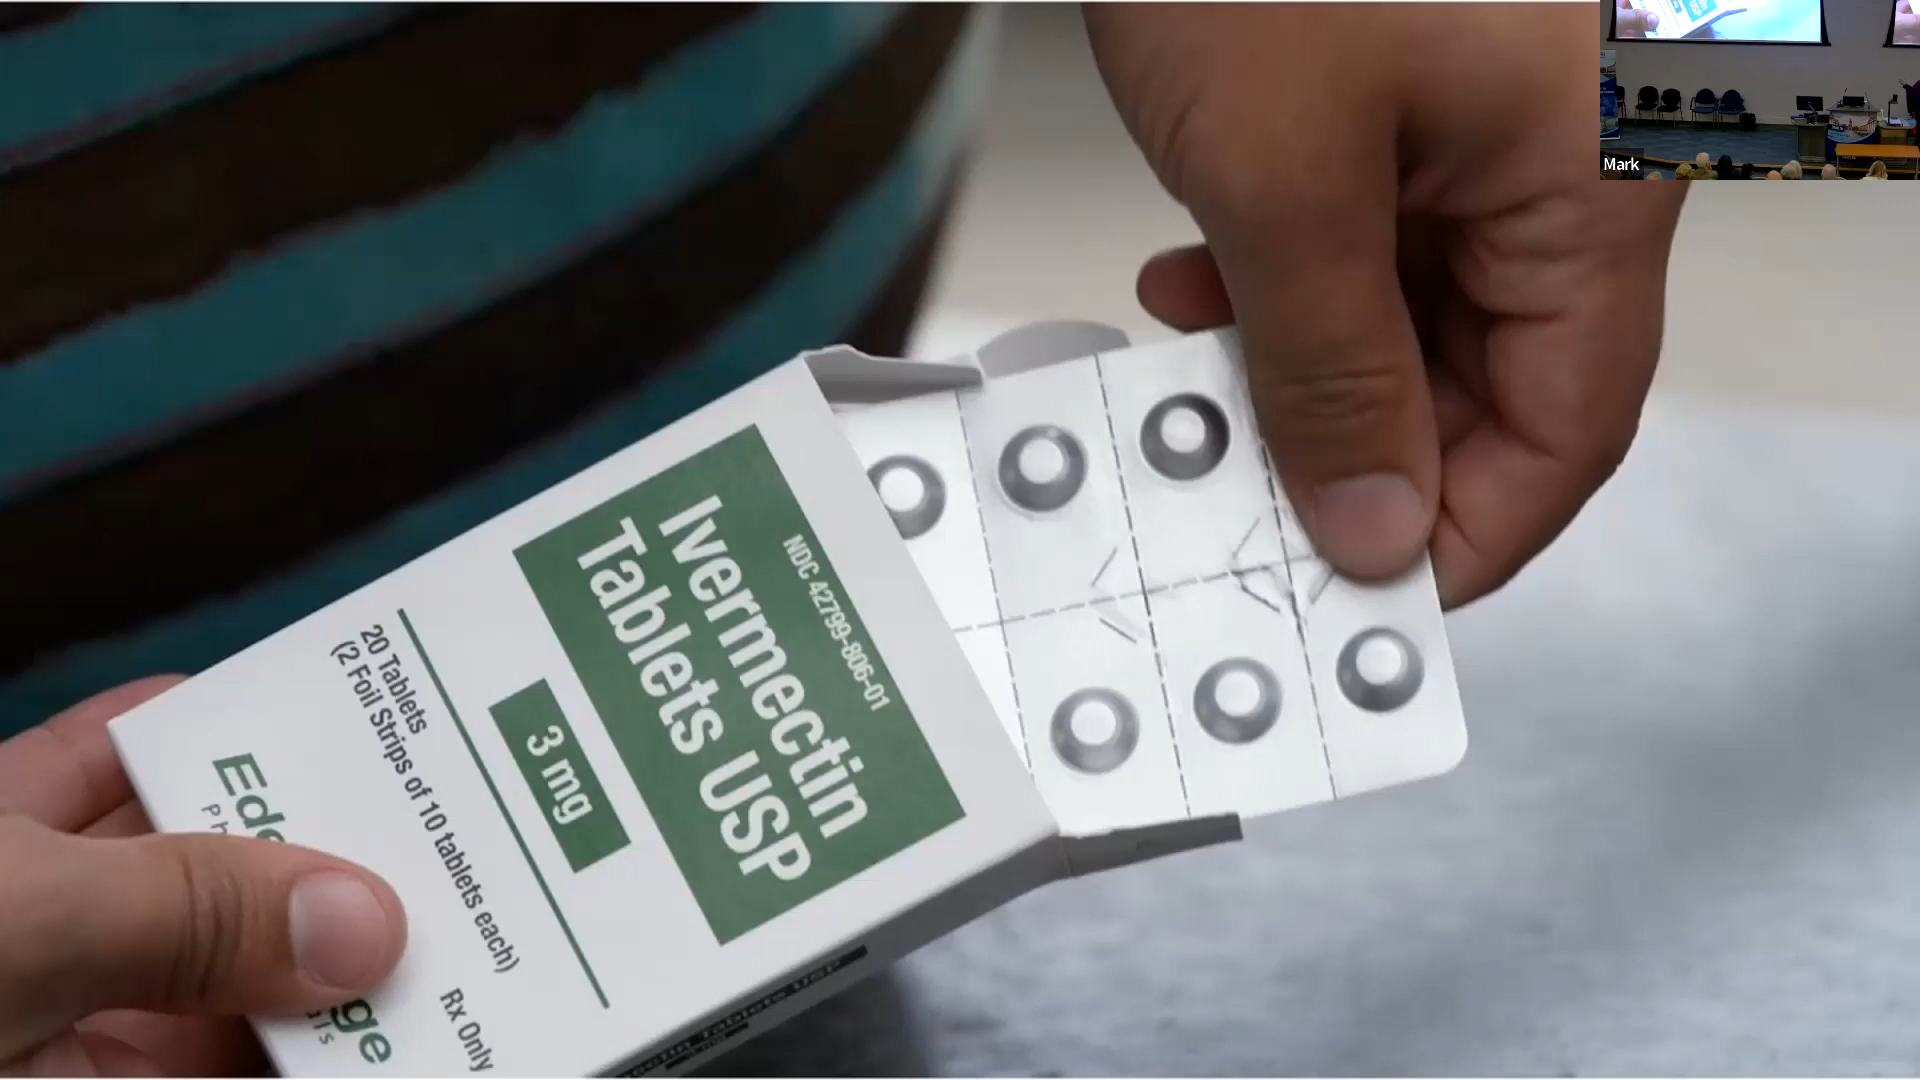 NDC 42799-806-01
Ivermectin
Tablets USP
3 mg
20 Tablets
(2 Foil Strips of 10 tablets each)
Rx Only
Mark